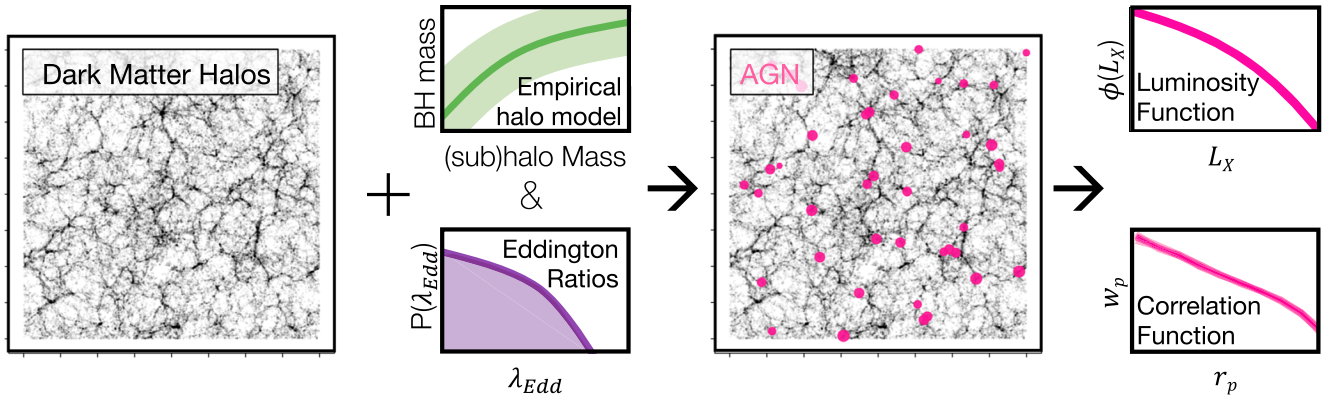 Dark Matter Halos
+
BH mass
Empirical
halo model
(sub)halo Mass
&
P(λ_Edd)
Eddington
Ratios
λ_Edd
AGN
ϕ(L_X)
Luminosity
Function
L_X
w_p
Correlation
Function
r_p